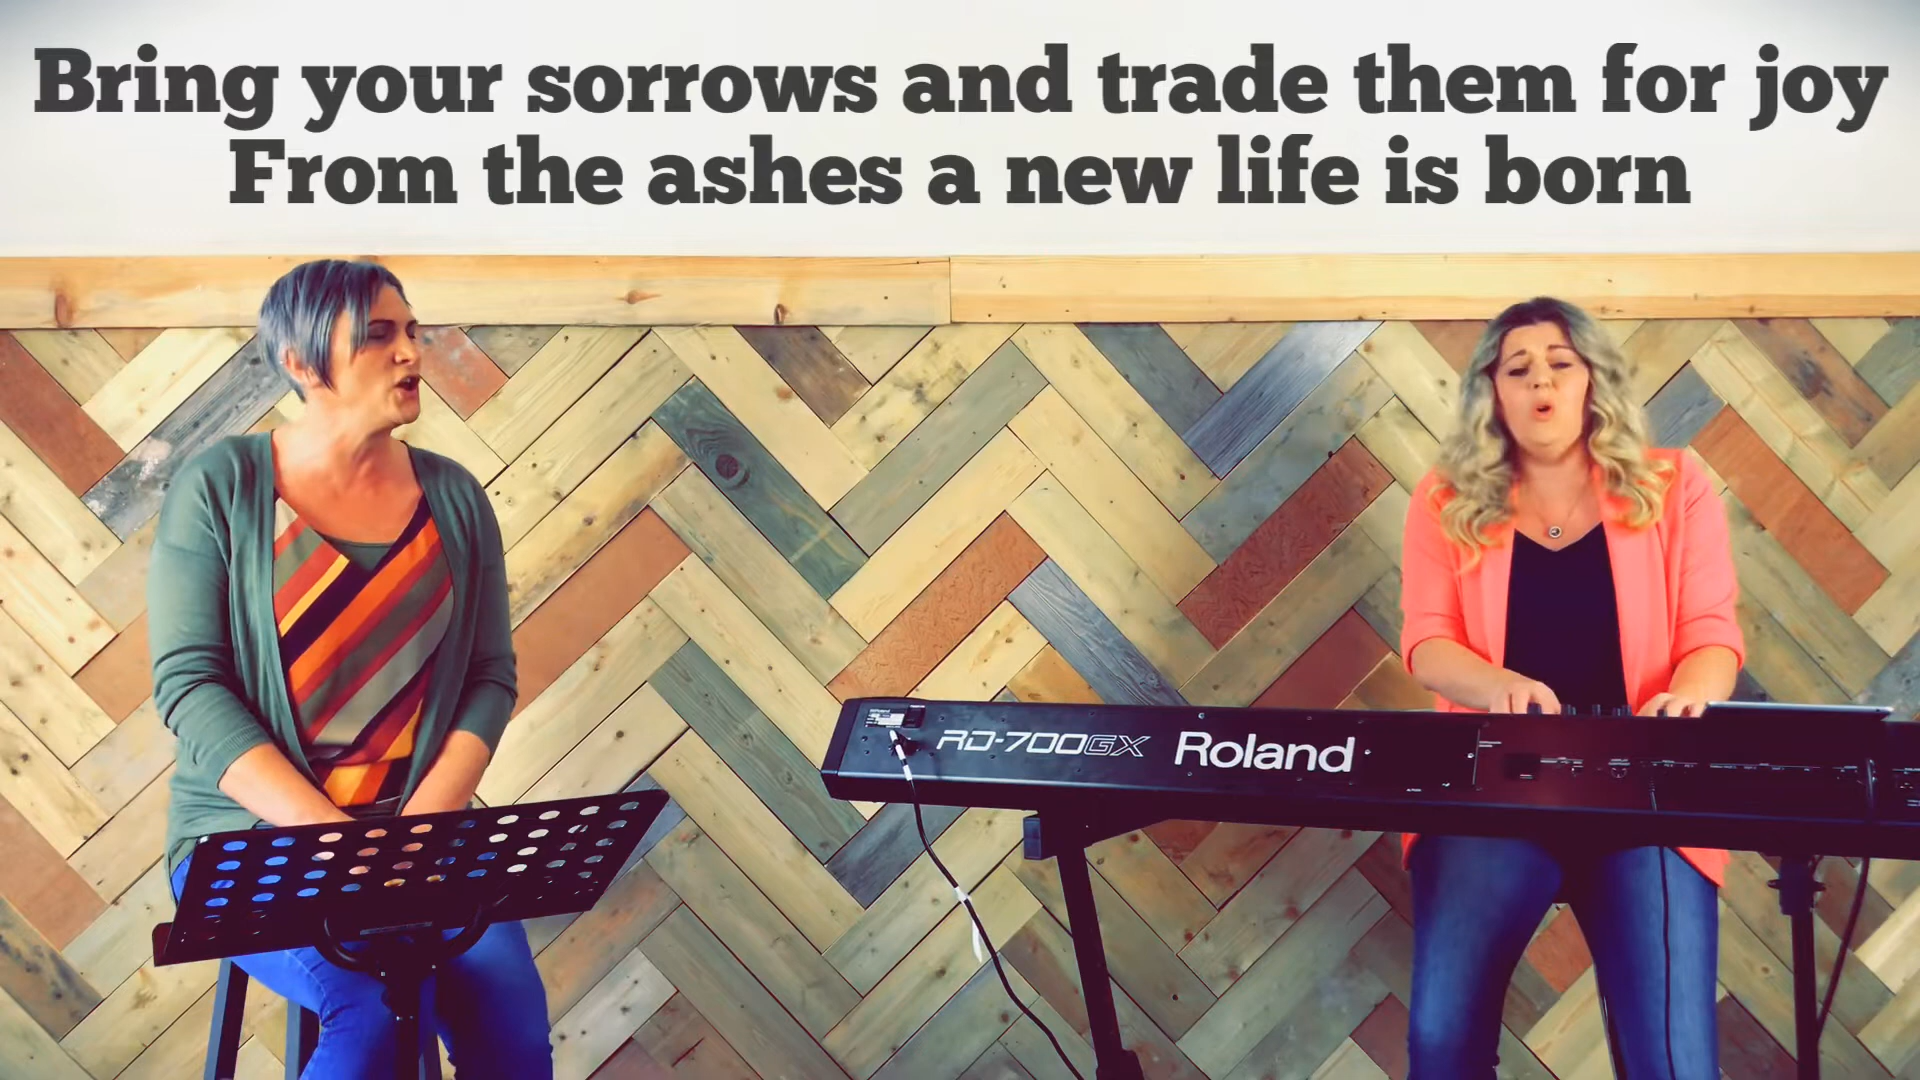 Bring your sorrows and trade them for joy
From the ashes a new life is born
RD-700GX Roland